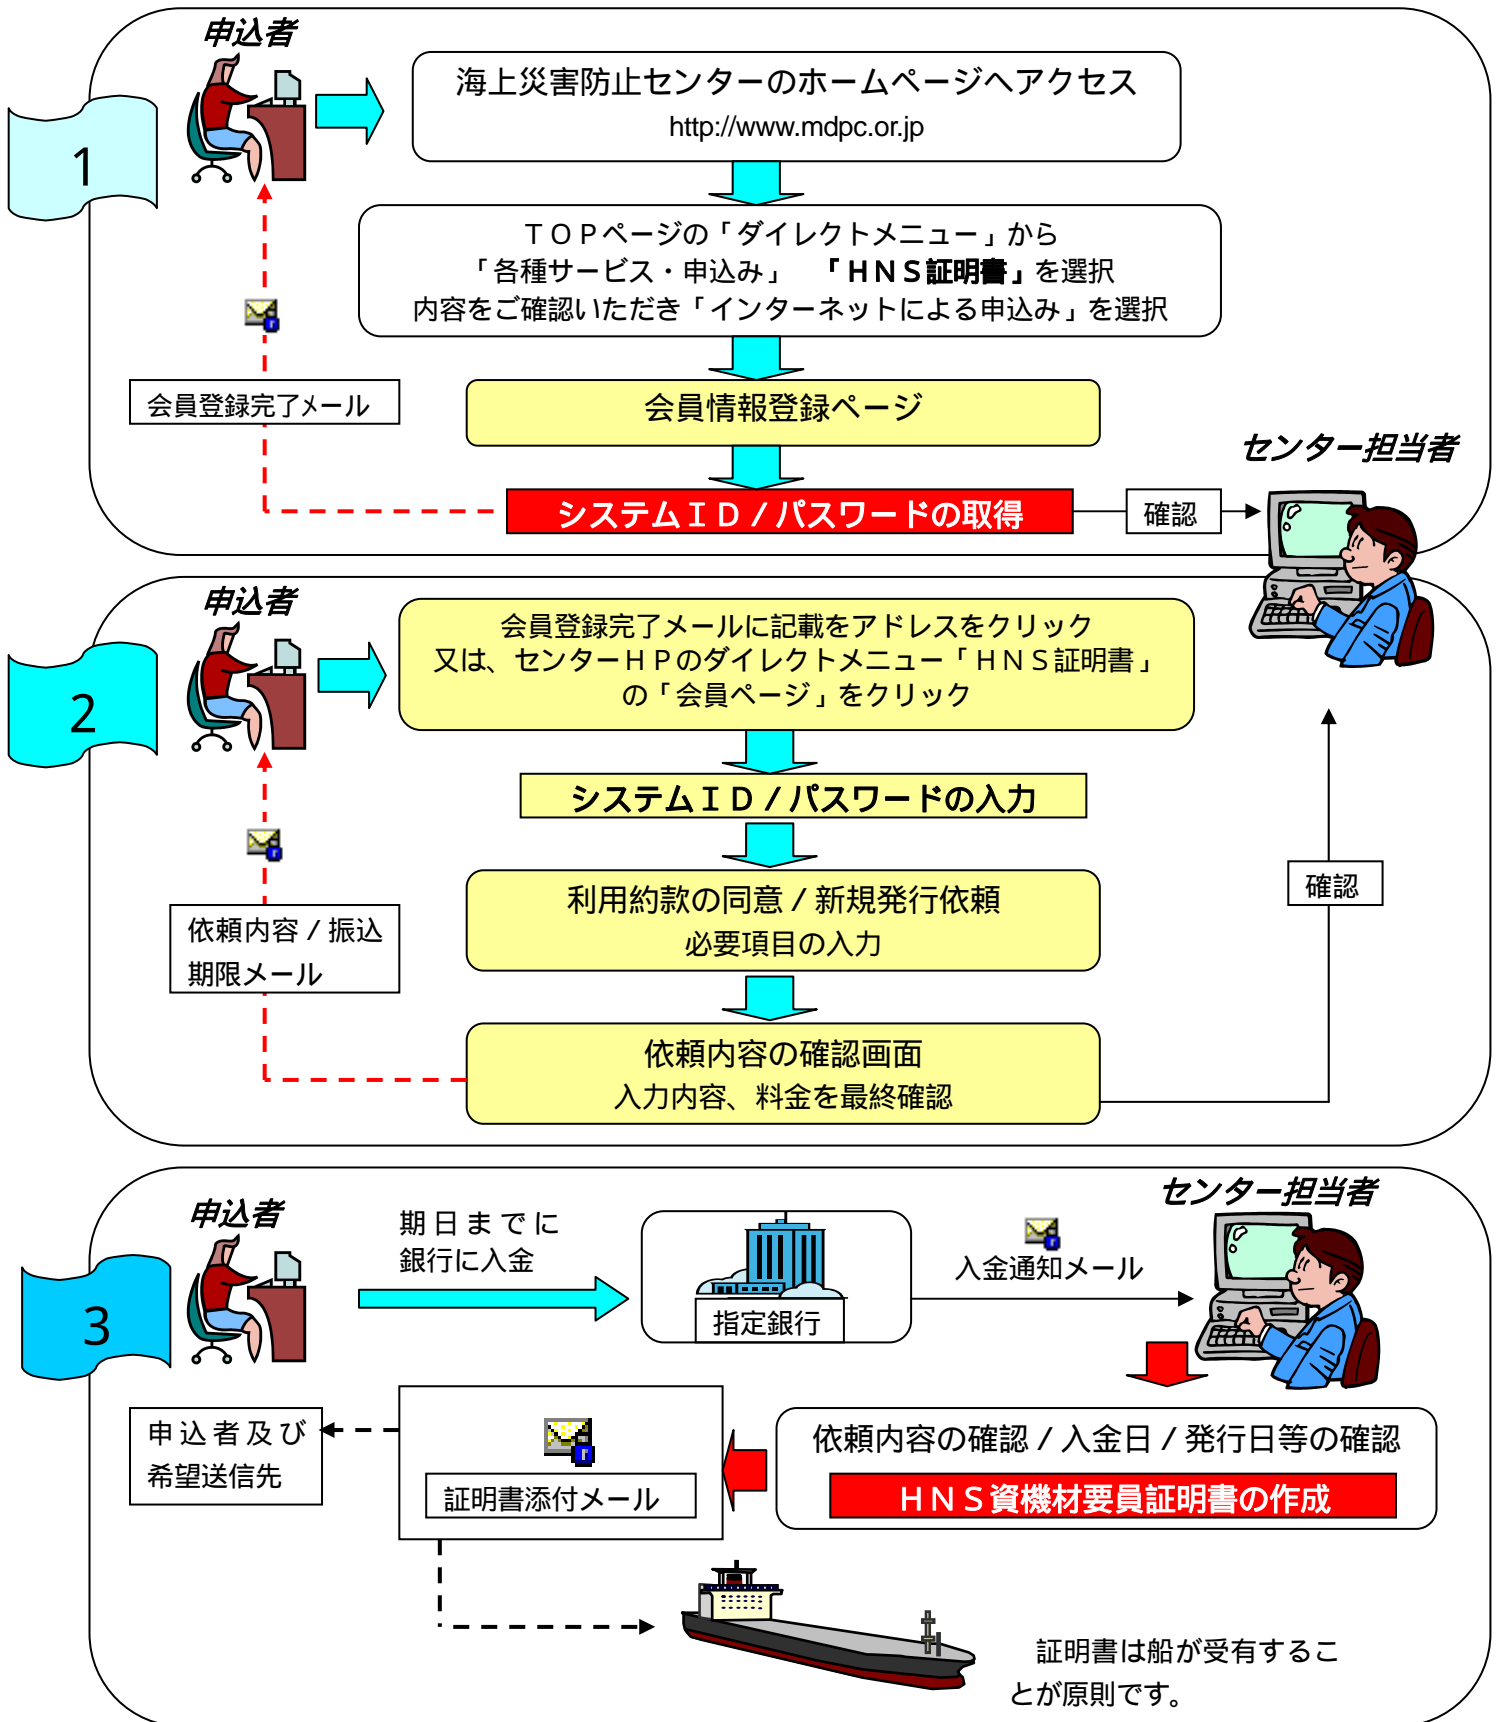 申込者
海上災害防止センターのホームページへアクセス
http://www.mdpc.or.jp
1
ＴＯＰページの「ダイレクトメニュー」から
「各種サービス・申込み」　「ＨＮＳ証明書」を選択
内容をご確認いただき「インターネットによる申込み」を選択
会員登録完了メール
会員情報登録ページ
センター担当者
システムＩＤ／パスワードの取得
確認
申込者
2
会員登録完了メールに記載をアドレスをクリック
又は、センターＨＰのダイレクトメニュー「ＨＮＳ証明書」
の「会員ページ」をクリック
システムＩＤ／パスワードの入力
利用約款の同意／新規発行依頼
必要項目の入力
確認
依頼内容／振込
期限メール
依頼内容の確認画面
入力内容、料金を最終確認
センター担当者
申込者
3
期日までに
銀行に入金
指定銀行
入金通知メール
申込者及び
希望送信先
証明書添付メール
依頼内容の確認／入金日／発行日等の確認
ＨＮＳ資機材要員証明書の作成
証明書は船が受有するこ
とが原則です。